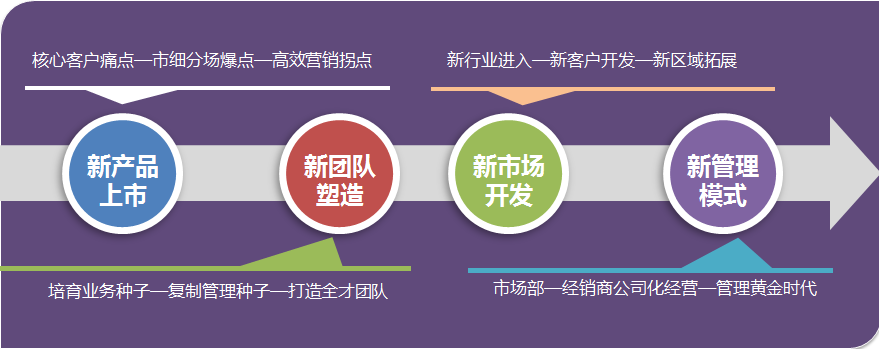 核心客户痛点—市细分场爆点—高效营销拐点
新行业进入—新客户开发—新区域拓展
新产品
上市
新团队
塑造
新市场
开发
新管理
模式
培育业务种子—复制管理种子—打造全才团队
市场部—经销商公司化经营—管理黄金时代